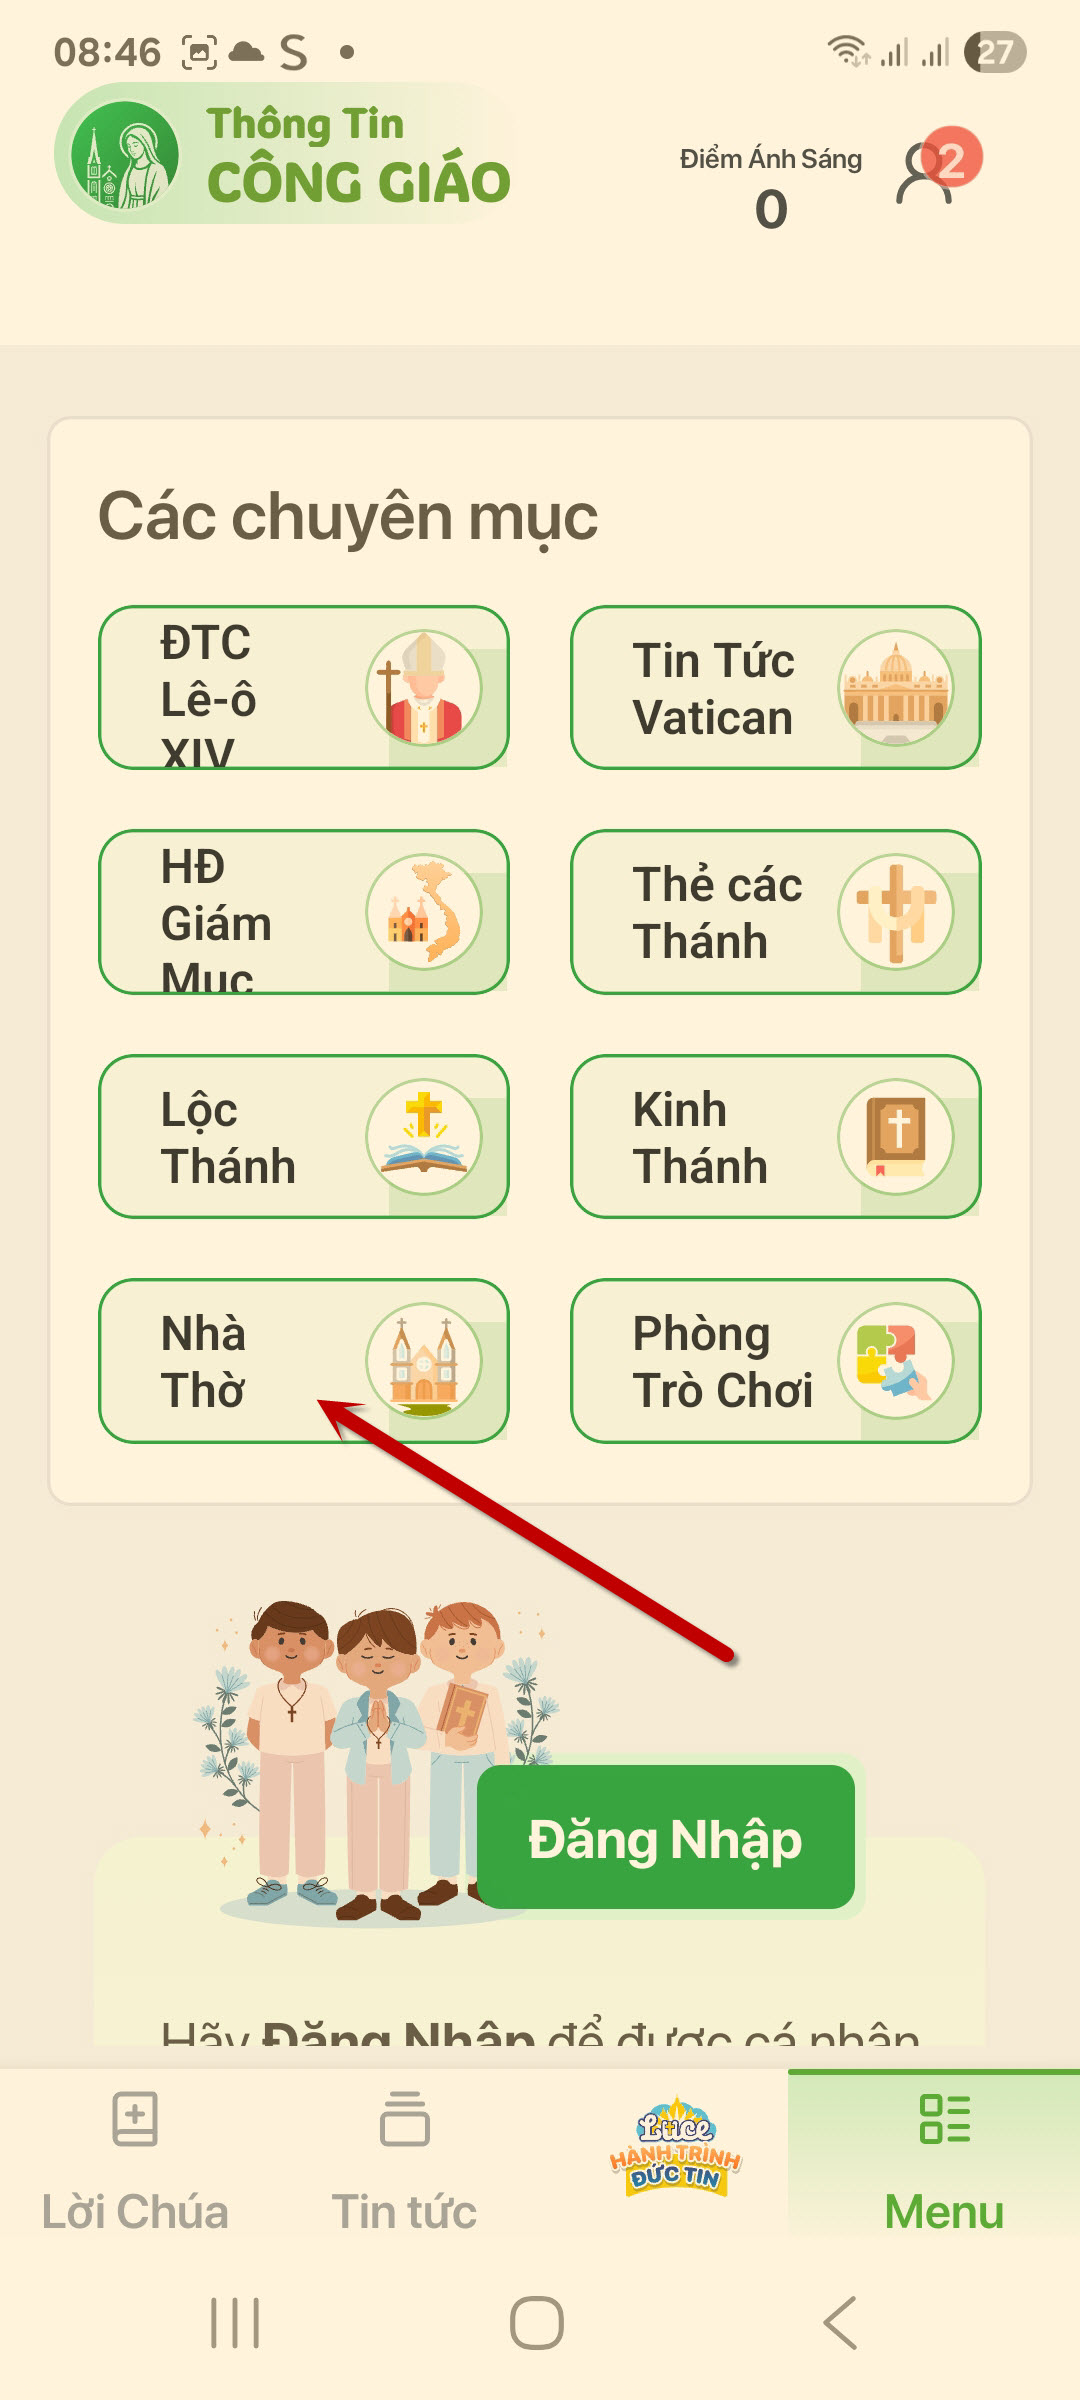 08:46
27
Thông Tin
CÔNG GIÁO
Điểm Ánh Sáng
0
2
Các chuyên mục
ĐTC
Lê-ô
XIV
Tin Tức
Vatican
HĐ
Giám
Mục
Thẻ các
Thánh
Lộc
Thánh
Kinh
Thánh
Nhà
Thờ
Phòng
Trò Chơi
Đăng Nhập
Hãy Đăng Nhập để được cá nhân
Luce
HÀNH TRÌNH
ĐỨC TIN
Lời Chúa
Tin tức
Menu